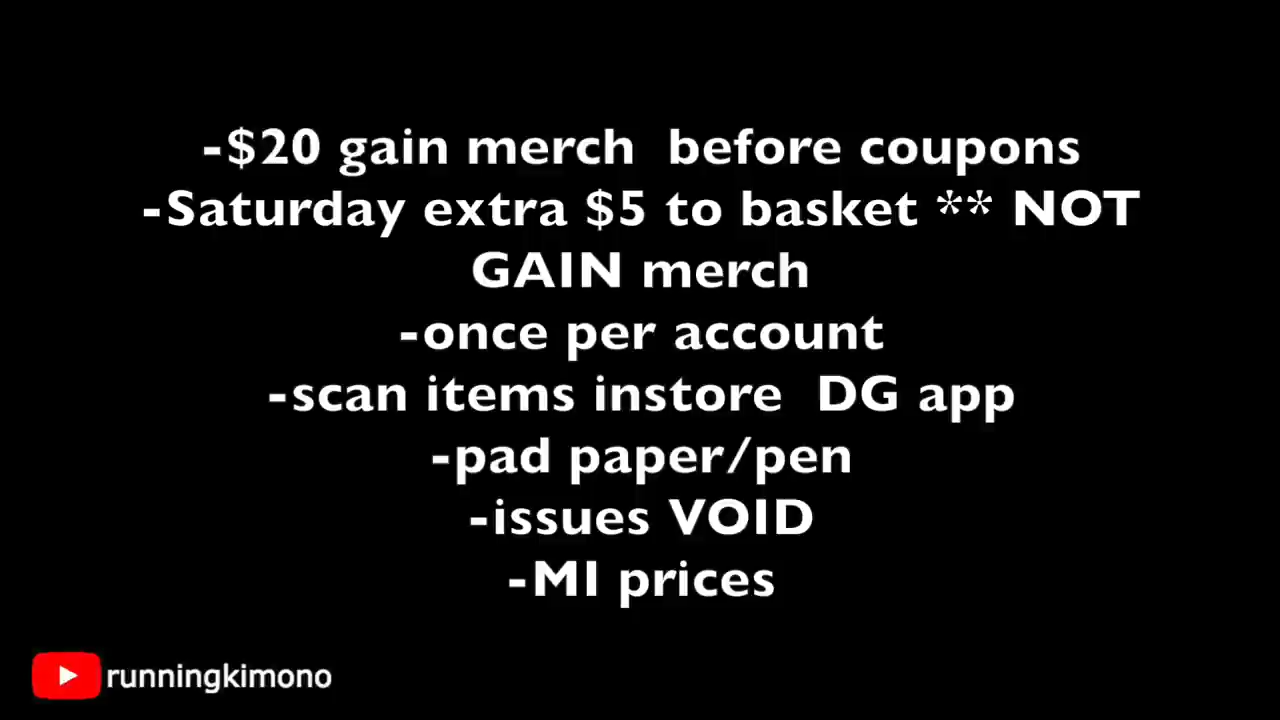 -$20 gain merch  before coupons
-Saturday extra $5 to basket ** NOT
GAIN merch
-once per account
-scan items instore  DG app
-pad paper/pen
-issues VOID
-MI prices
runningkimono